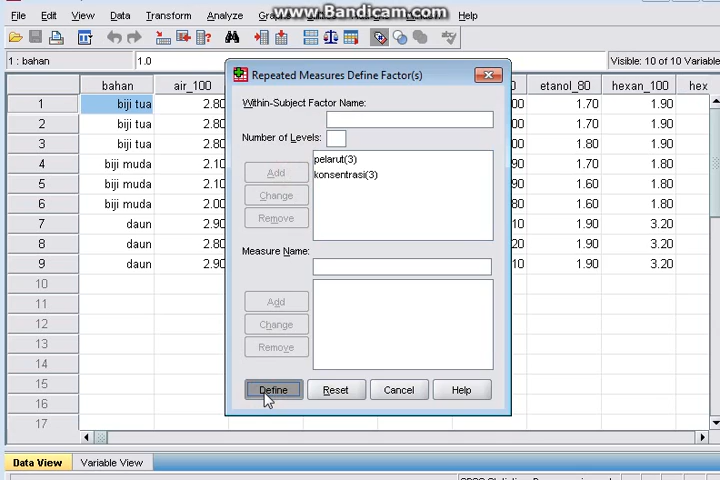 www.Bandicam.com
File Edit View Data Transform Analyze Help
1 : bahan 1.0 Visible: 10 of 10 Variable
Repeated Measures Define Factor(s)
Within-Subject Factor Name:
Number of Levels:
pelarut(3)
konsentrasi(3)
Add
Change
Remove
Measure Name:
Add
Change
Remove
Define Reset Cancel Help
bahan air_100 etanol_80 hexan_100 hex
1 biji tua 2.80 00 1.70 1.90
2 biji tua 2.80 00 1.70 1.90
3 biji tua 2.80 00 1.80 1.90
4 biji muda 2.10 90 1.70 1.80
5 biji muda 2.10 90 1.60 1.80
6 biji muda 2.00 90 1.60 1.80
7 daun 2.90 10 1.90 3.20
8 daun 2.80 20 1.90 3.20
9 daun 2.90 10 1.90 3.20
10
11
12
13
14
15
16
17
Data View Variable View